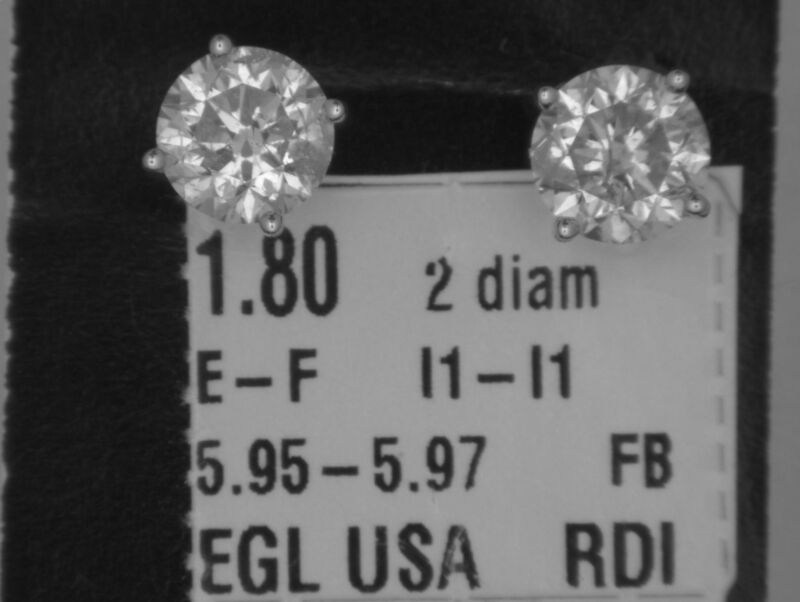 1.80 2 diam
E – F I1 – I1
5.95 – 5.97 FB
EGL USA RDI